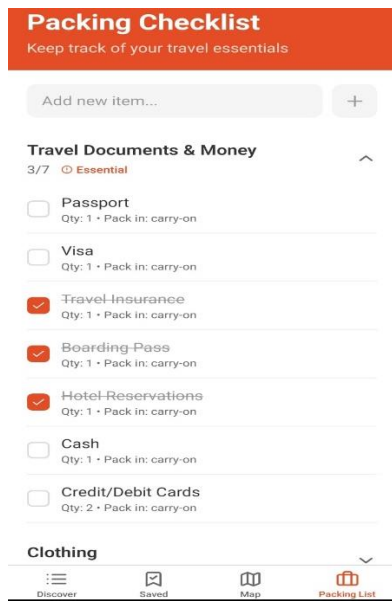 Packing Checklist
Keep track of your travel essentials
Add new item...
Travel Documents & Money
3/7 Essential
Passport
Qty: 1 • Pack in: carry-on
Visa
Qty: 1 • Pack in: carry-on
Travel Insurance
Qty: 1 • Pack in: carry-on
Boarding Pass
Qty: 1 • Pack in: carry-on
Hotel Reservations
Qty: 1 • Pack in: carry-on
Cash
Qty: 1 • Pack in: carry-on
Credit/Debit Cards
Qty: 2 • Pack in: carry-on
Clothing
Discover Saved Map Packing List